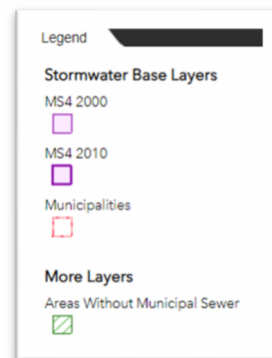 Legend
Stormwater Base Layers
MS4 2000
MS4 2010
Municipalities
More Layers
Areas Without Municipal Sewer